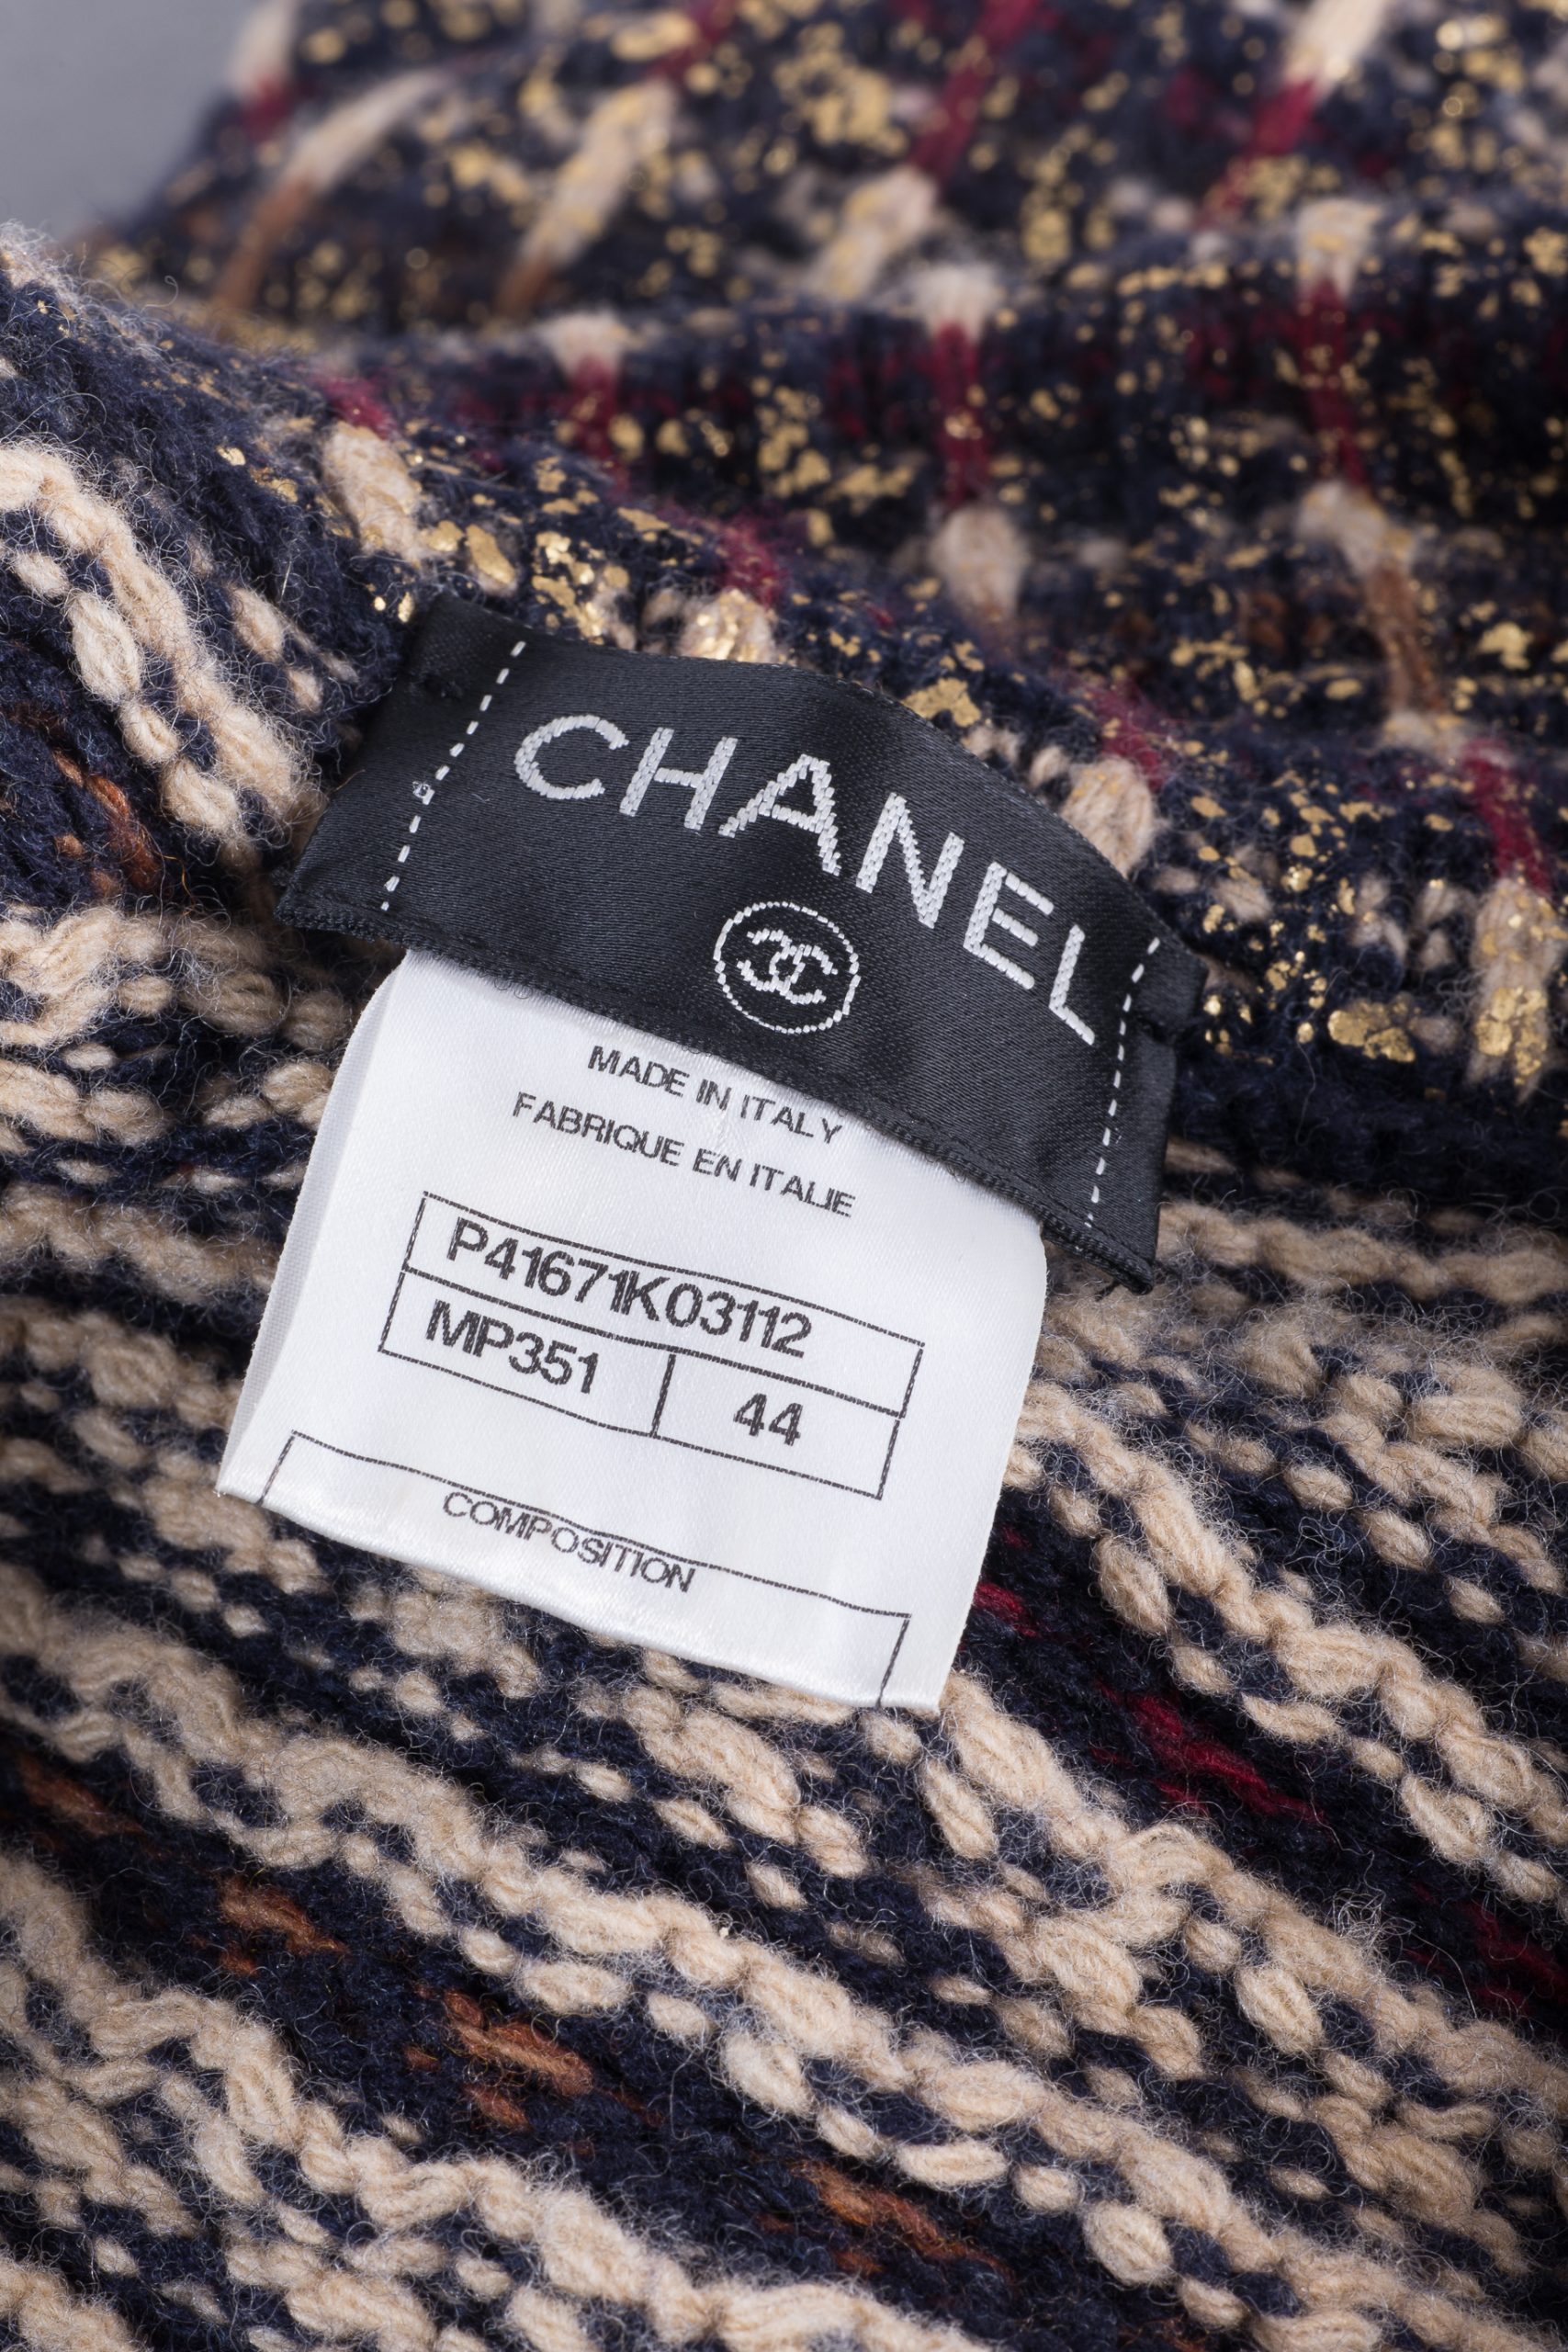 CHANEL
MADE IN ITALY
FABRIQUE EN ITALIE
P41671K03112
MP351 44
COMPOSITION